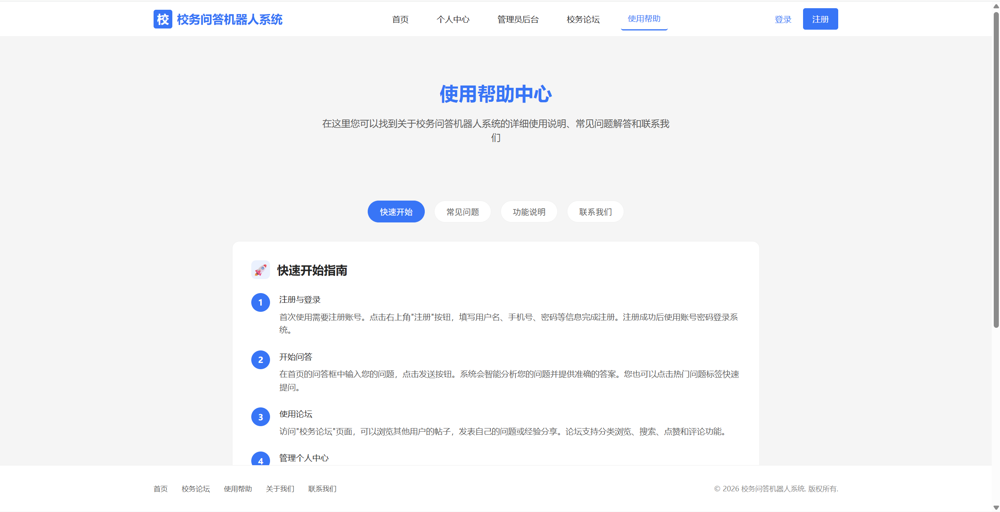 校 校务问答机器人系统 首页 个人中心 管理员后台 校务论坛 使用帮助 登录 注册
使用帮助中心
在这里您可以找到关于校务问答机器人系统的详细使用说明、常见问题解答和联系我
们
快速开始 常见问题 功能说明 联系我们
快速开始指南
1 注册与登录
首次使用需要注册账号。点击右上角"注册"按钮，填写用户名、手机号、密码等信息完成注册。注册成功后使用账号密码登录系
统。
2 开始问答
在首页的问答框中输入您的问题，点击发送按钮。系统会智能分析您的问题并提供准确的答案。您也可以点击热门问题标签快速
提问。
3 使用论坛
访问"校务论坛"页面，可以浏览其他用户的帖子，发表自己的问题或经验分享。论坛支持分类浏览、搜索、点赞和评论功能。
4 管理个人中心
首页 校务论坛 使用帮助 关于我们 联系我们 © 2026 校务问答机器人系统. 版权所有.